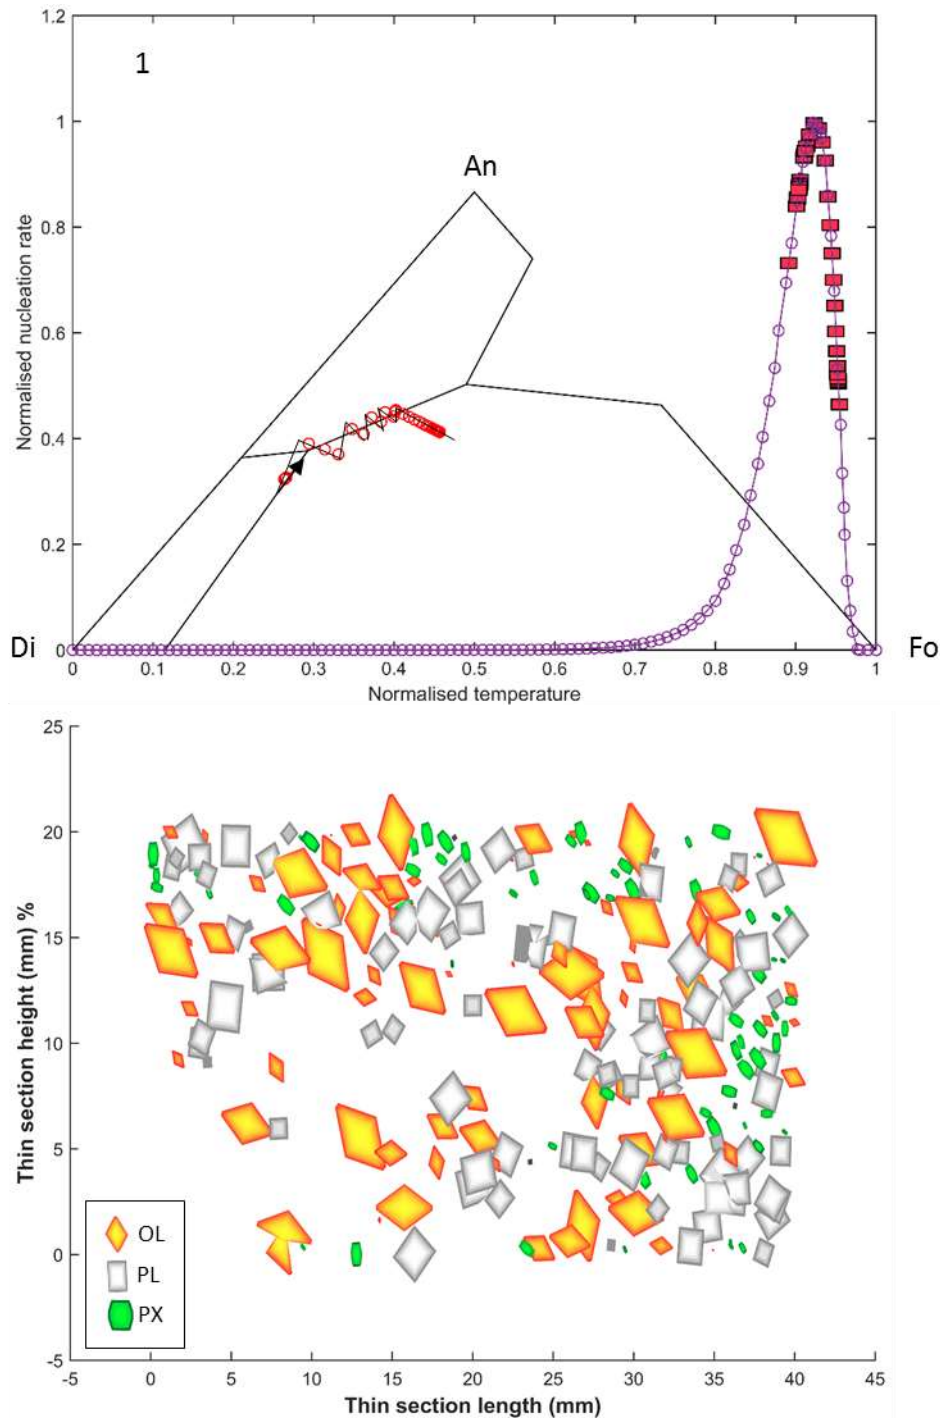 1.2
1
1
An
Normalised nucleation rate
0.8
0.6
0.4
0.2
Di
0
0 0.1 0.2 0.3 0.4 0.5 0.6 0.7 0.8 0.9 1
Fo
Normalised temperature
25
20
15
10
5
0
-5
Thin section height (mm) %
OL
PL
PX
-5 0 5 10 15 20 25 30 35 40 45
Thin section length (mm)